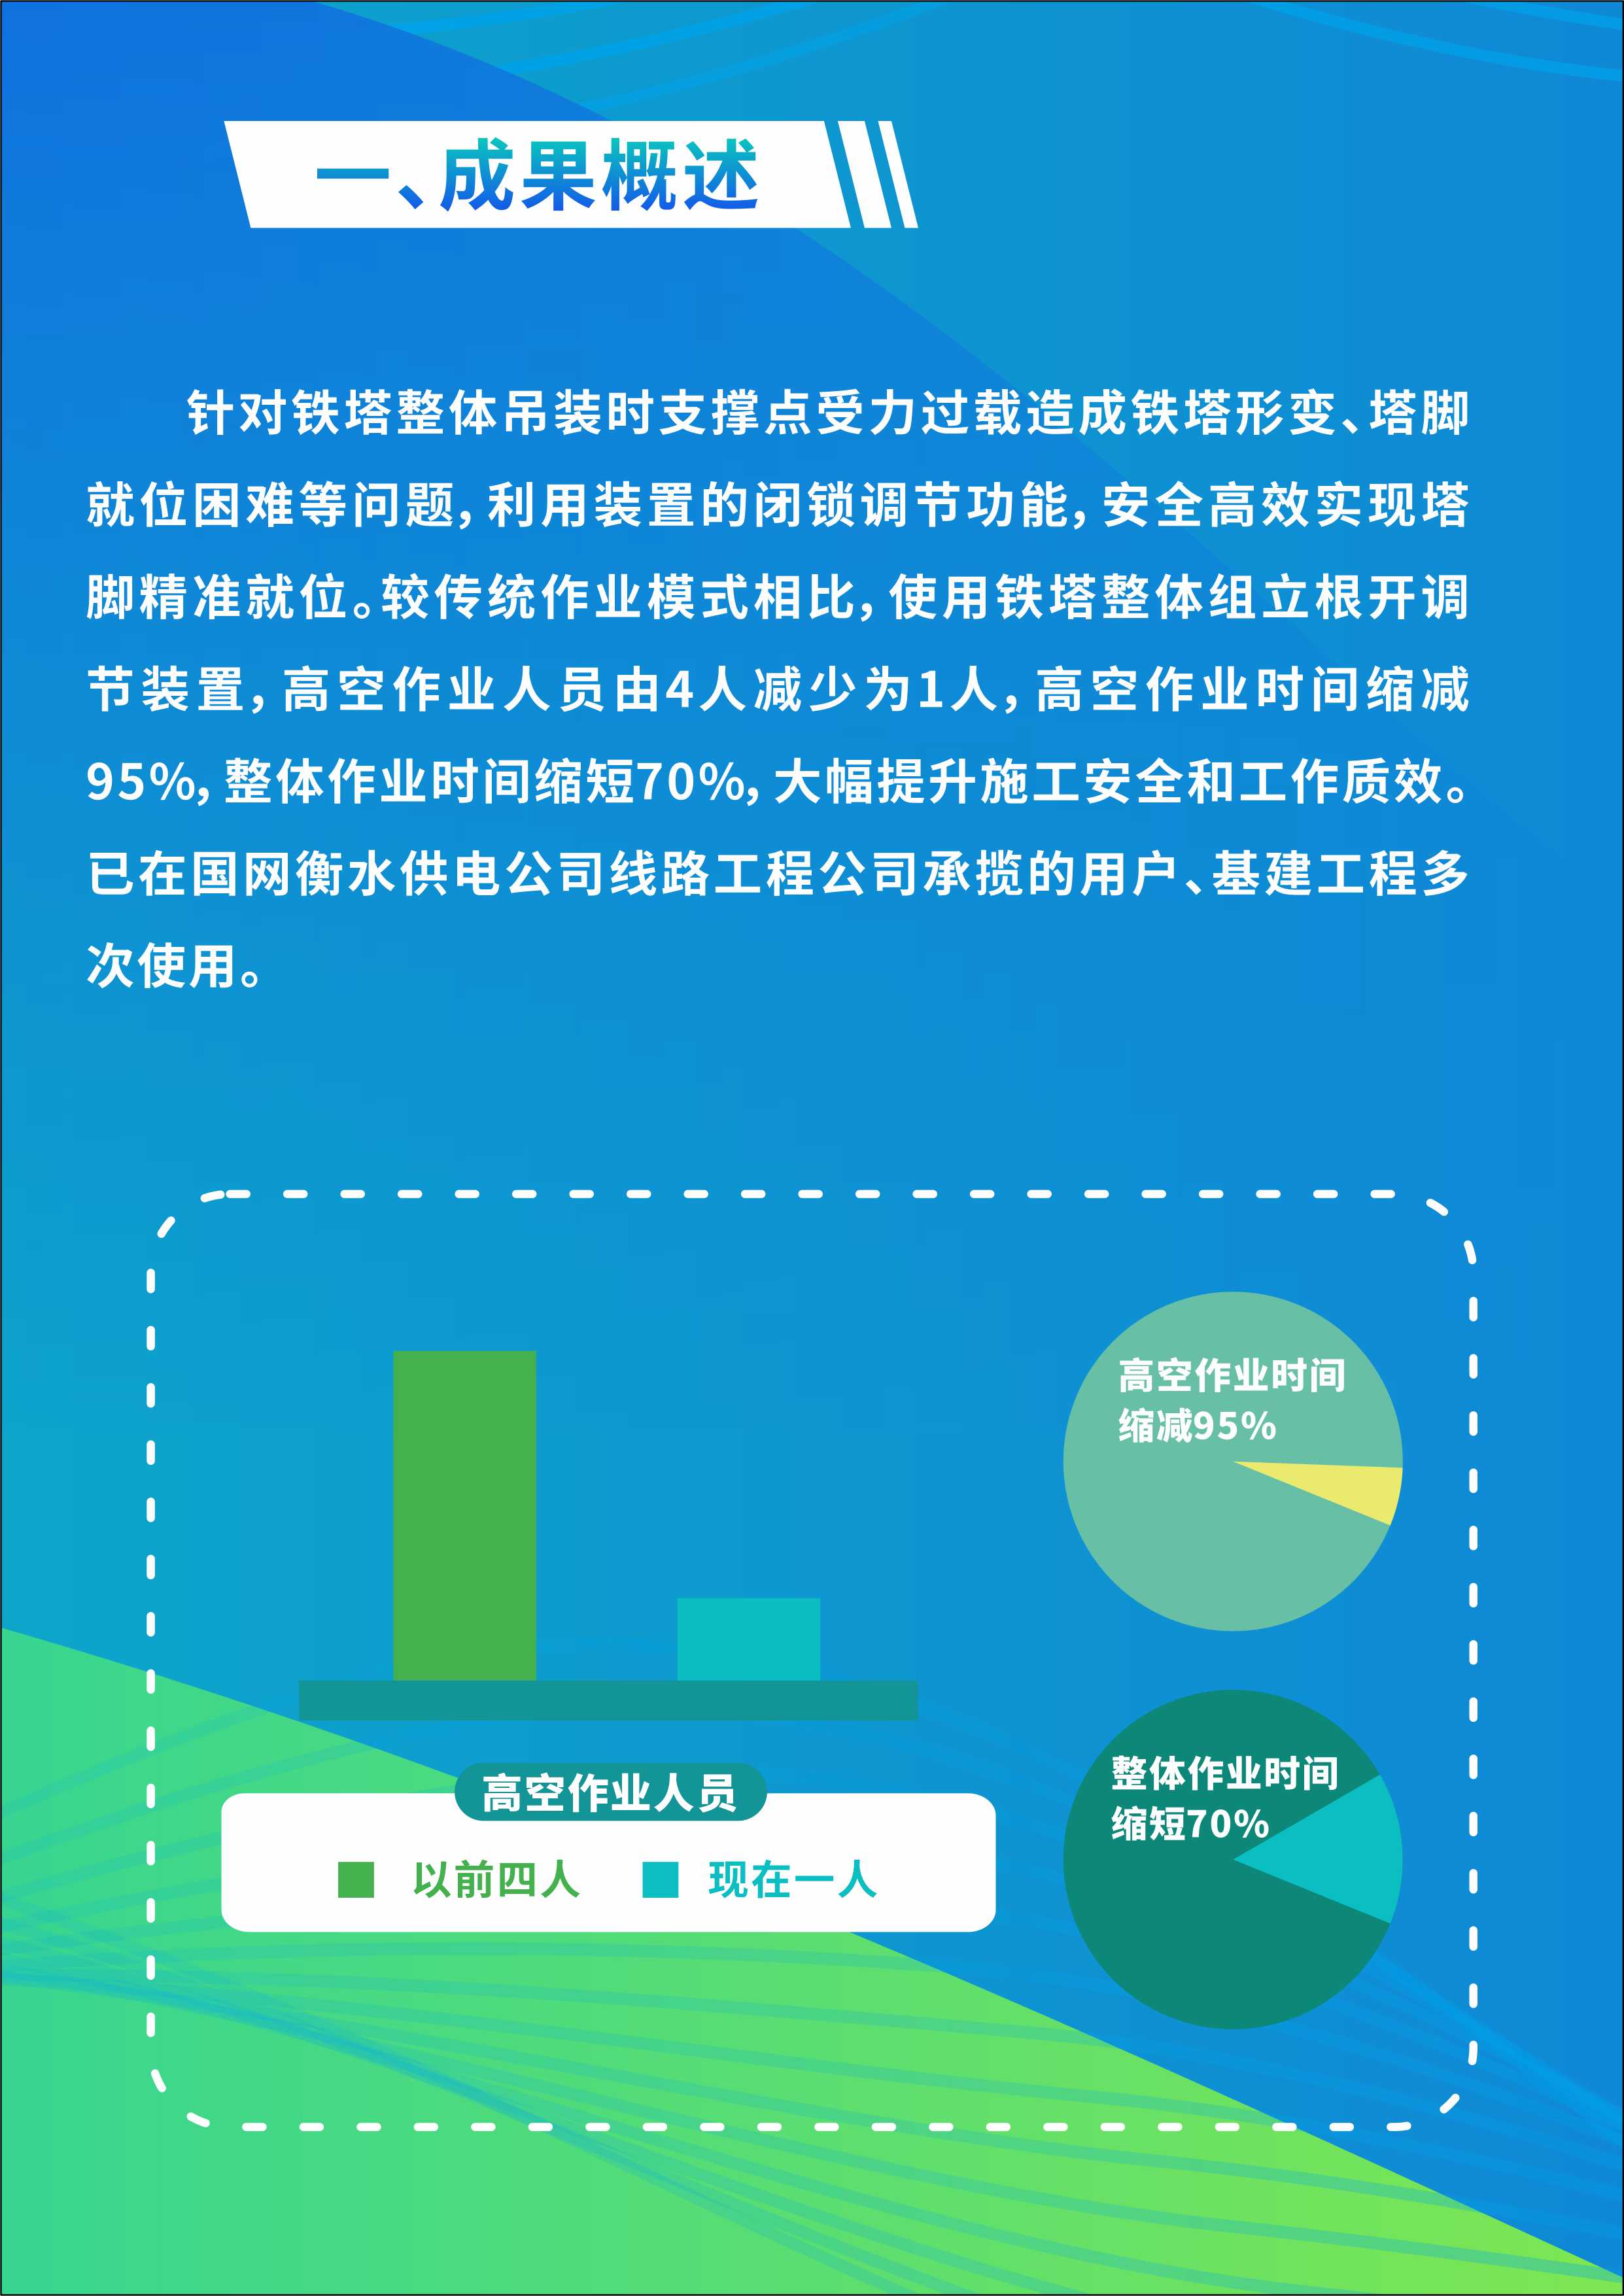 一、成果概述
针对铁塔整体吊装时支撑点受力过载造成铁塔形变、塔脚
就位困难等问题,利用装置的闭锁调节功能,安全高效实现塔
脚精准就位。较传统作业模式相比,使用铁塔整体组立根开调
节装置,高空作业人员由4人减少为1人,高空作业时间缩减
95%,整体作业时间缩短70%,大幅提升施工安全和工作质效。
已在国网衡水供电公司线路工程公司承揽的用户、基建工程多
次使用。
高空作业时间
缩减95%
整体作业时间
缩短70%
高空作业人员
以前四人 现在一人